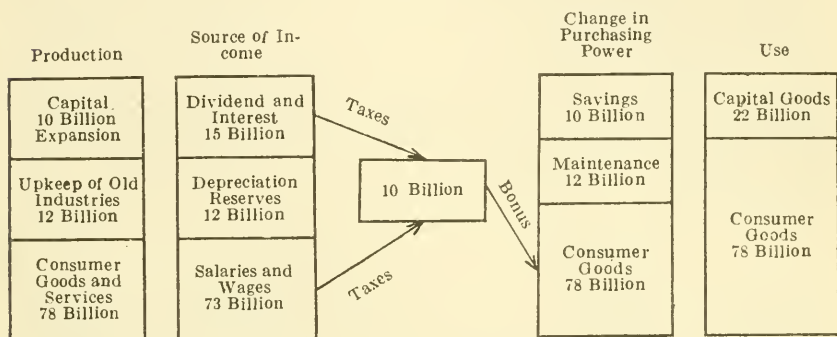 Production
Capital
10 Billion
Expansion
Upkeep of Old
Industries
12 Billion
Consumer
Goods and
Services
78 Billion
Source of In-
come
Dividend and
Interest
15 Billion
Depreciation
Reserves
12 Billion
Salaries and
Wages
73 Billion
Taxes
Taxes
10 Billion
Bonus
Change in
Purchasing
Power
Savings
10 Billion
Maintenance
12 Billion
Consumer
Goods
78 Billion
Use
Capital Goods
22 Billion
Consumer
Goods
78 Billion